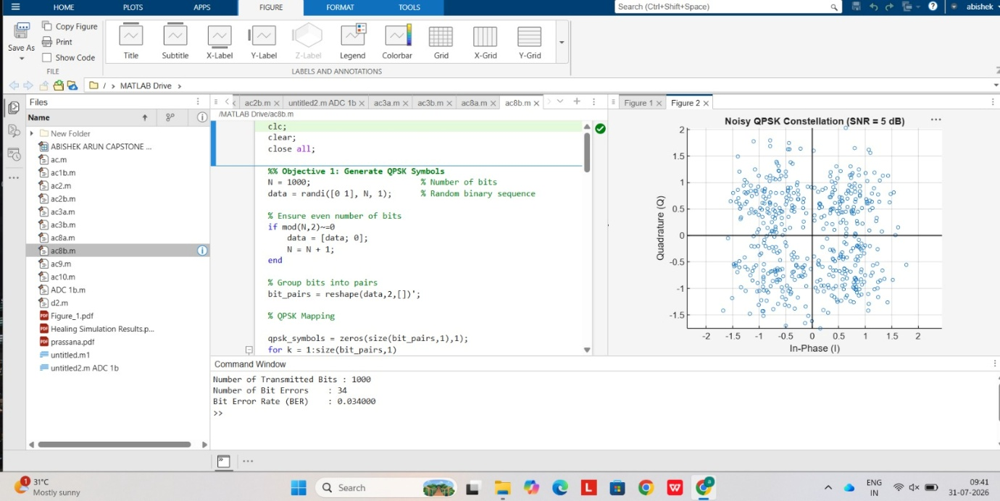 HOME PLOTS APPS FIGURE FORMAT TOOLS Search (Ctrl+Shift+Space) abishek
Save As
Copy Figure
Print
Show Code
FILE
Title Subtitle X-Label Y-Label Z-Label Legend Colorbar Grid X-Grid Y-Grid
LABELS AND ANNOTATIONS
/ › MATLAB Drive ›
Files
Name
New Folder
ABISHEK ARUN CAPSTONE ...
ac.m
ac1b.m
ac2.m
ac2b.m
ac3a.m
ac3b.m
ac8a.m
ac8b.m
ac9.m
ac10.m
ADC 1b.m
d2.m
Figure_1.pdf
Healing Simulation Results.p...
prassana.pdf
untitled.m1
untitled2.m ADC 1b
ac2b.m untitled2.m ADC 1b ac3a.m ac3b.m ac8a.m ac8b.m
/MATLAB Drive/ac8b.m
clc;
clear;
close all;
%% Objective 1: Generate QPSK Symbols
N = 1000; % Number of bits
data = randi([0 1], N, 1); % Random binary sequence
% Ensure even number of bits
if mod(N,2)~=0
data = [data; 0];
N = N + 1;
end
% Group bits into pairs
bit_pairs = reshape(data,2,[])';
% QPSK Mapping
qpsk_symbols = zeros(size(bit_pairs,1),1);
for k = 1:size(bit_pairs,1)
Figure 1 Figure 2
Noisy QPSK Constellation (SNR = 5 dB)
2
1.5
1
0.5
0
-0.5
-1
-1.5
Quadrature (Q)
-2 -1.5 -1 -0.5 0 0.5 1 1.5 2
In-Phase (I)
Command Window
Number of Transmitted Bits : 1000
Number of Bit Errors : 34
Bit Error Rate (BER) : 0.034000
>>
1
31°C
Mostly sunny
Search
ENG
IN
09:41
31-07-2026